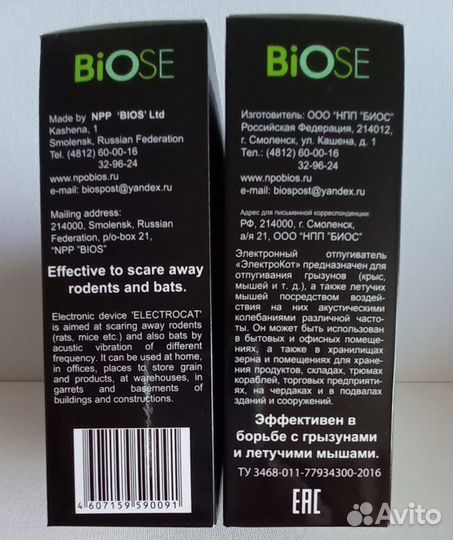 BiOSE
Made by NPP 'BIOS' Ltd
Kashena, 1
Smolensk, Russian Federation
Tel. (4812) 60-00-16
32-96-24
www.npobios.ru
e-mail: biospost@yandex.ru
Mailing address:
214000, Smolensk, Russian
Federation, p/o-box 21,
"NPP "BIOS"
Effective to scare away
rodents and bats.
Electronic device 'ELECTROCAT'
is aimed at scaring away rodents
(rats, mice etc.) and also bats by
acustic vibration of different
frequency. It can be used at home,
in offices, places to store grain
and products, at warehouses, in
garrets and basements of
buildings and constructions.
4607159590091
BiOSE
Изготовитель: ООО "НПП "БИОС"
Российская Федерация, 214012,
г. Смоленск, ул. Кашена, д. 1
Тел.: (4812) 60-00-16
32-96-24
www.npobios.ru
e-mail: biospost@yandex.ru
Адрес для письменной корреспонденции:
РФ, 214000, г. Смоленск,
а/я 21, ООО "НПП "БИОС"
Электронный отпугиватель
«ЭлектроКот» предназначен для
отпугивания грызунов (крыс,
мышей и т. д.), а также летучих
мышей посредством воздей-
ствия на них акустическими
колебаниями различной часто-
ты. Он может быть использован
в бытовых и офисных помеще-
ниях, а также в хранилищах
зерна и помещениях для хране-
ния продуктов, складах, трюмах
кораблей, торговых предприяти-
ях, на чердаках и в подвалах
зданий и сооружений.
Эффективен в
борьбе с грызунами
и летучими мышами.
ТУ 3468-011-77934300-2016
EAC
Avito